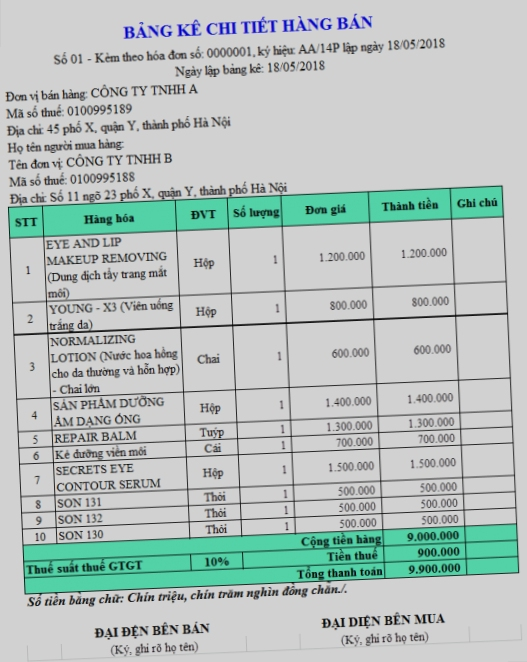 BẢNG KÊ CHI TIẾT HÀNG BÁN
Số 01 - Kèm theo hóa đơn số: 0000001, ký hiệu: AA/14P lập ngày 18/05/2018
Ngày lập bảng kê: 18/05/2018
Đơn vị bán hàng: CÔNG TY TNHH A
Mã số thuế: 0100995189
Địa chỉ: 45 phố X, quận Y, thành phố Hà Nội
Họ tên người mua hàng:
Tên đơn vị: CÔNG TY TNHH B
Mã số thuế: 0100995188
Địa chỉ: Số 11 ngõ 23 phố X, quận Y, thành phố Hà Nội
STT Hàng hóa ĐVT Số lượng Đơn giá Thành tiền Ghi chú
EYE AND LIP
1 MAKEUP REMOVING Hộp 1 1.200.000 1.200.000
(Dung dịch tẩy trang mắt
môi)
2 YOUNG - X3 (Viên uống Hộp 1 800.000 800.000
trắng da)
NORMALIZING
3 LOTION (Nước hoa hồng Chai 1 600.000 600.000
cho da thường và hỗn hợp)
- Chai lớn
4 SẢN PHẨM DƯỠNG Hộp 1 1.400.000 1.400.000
ẨM DẠNG ỐNG
5 REPAIR BALM Tuýp 1 1.300.000 1.300.000
6 Kẻ dưỡng viền môi Cái 1 700.000 700.000
7 SECRETS EYE Hộp 1 1.500.000 1.500.000
CONTOUR SERUM
8 SON 131 Thỏi 1 500.000 500.000
9 SON 132 Thỏi 1 500.000 500.000
10 SON 130 Thỏi 1 500.000 500.000
Cộng tiền hàng 9.000.000
Thuế suất thuế GTGT 10% Tiền thuế 900.000
Tổng thanh toán 9.900.000
Số tiền bằng chữ: Chín triệu, chín trăm nghìn đồng chẵn./.
ĐẠI ĐỆN BÊN BÁN ĐẠI DIỆN BÊN MUA
(Ký, ghi rõ họ tên) (Ký, ghi rõ họ tên)